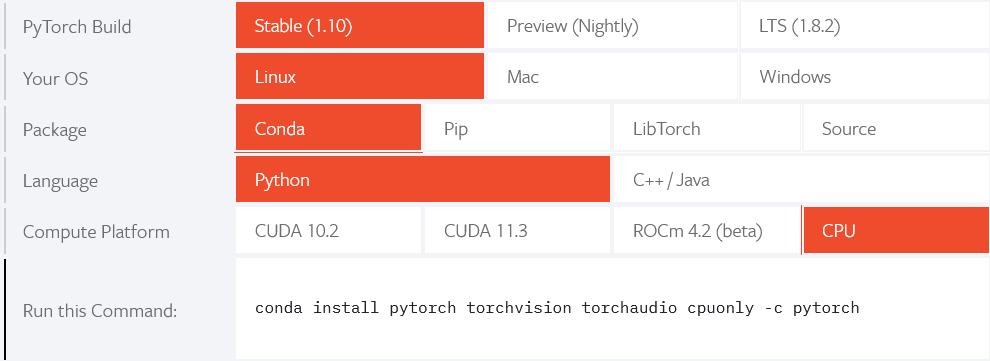 PyTorch Build Stable (1.10) Preview (Nightly) LTS (1.8.2)
Your OS Linux Mac Windows
Package Conda Pip LibTorch Source
Language Python C++ / Java
Compute Platform CUDA 10.2 CUDA 11.3 ROCm 4.2 (beta) CPU
Run this Command: conda install pytorch torchvision torchaudio cpuonly -c pytorch